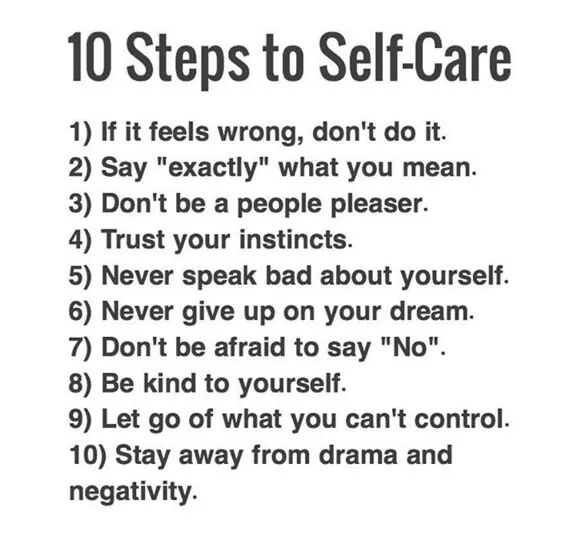 10 Steps to Self-Care
1) If it feels wrong, don't do it.
2) Say "exactly" what you mean.
3) Don't be a people pleaser.
4) Trust your instincts.
5) Never speak bad about yourself.
6) Never give up on your dream.
7) Don't be afraid to say "No".
8) Be kind to yourself.
9) Let go of what you can't control.
10) Stay away from drama and
negativity.